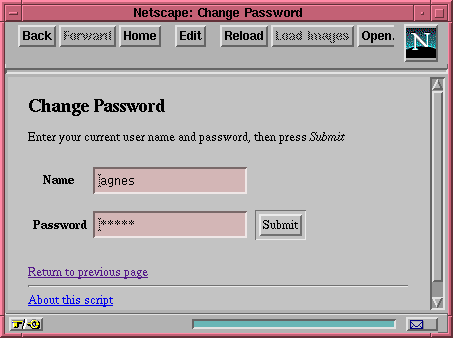 Netscape: Change Password
Back Forward Home Edit Reload Load Images Open.
N
Change Password
Enter your current user name and password, then press Submit
Name agnes
Password ***** Submit
Return to previous page
About this script